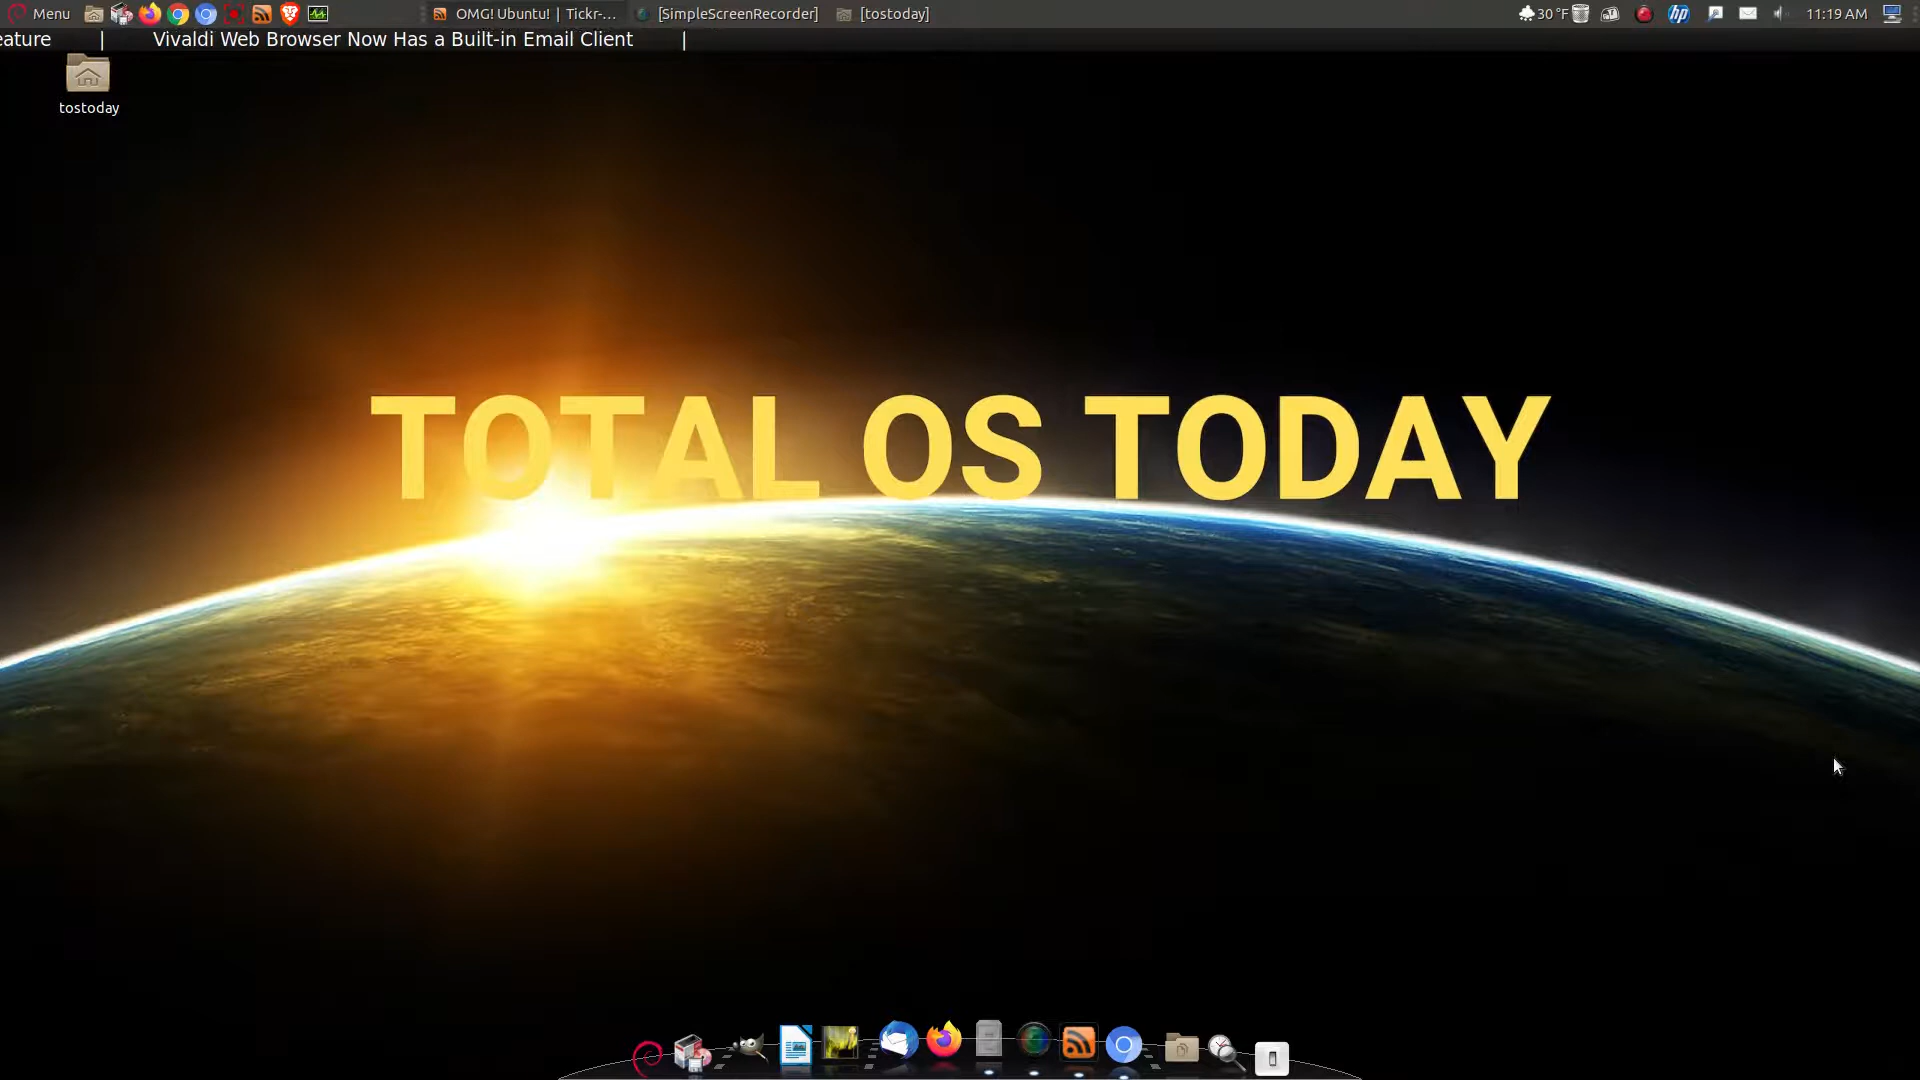 Menu
OMG! Ubuntu! | Tickr-...
[SimpleScreenRecorder]
[tostoday]
30 °F
hp
11:19 AM
eature | Vivaldi Web Browser Now Has a Built-in Email Client |
tostoday
TOTAL OS TODAY